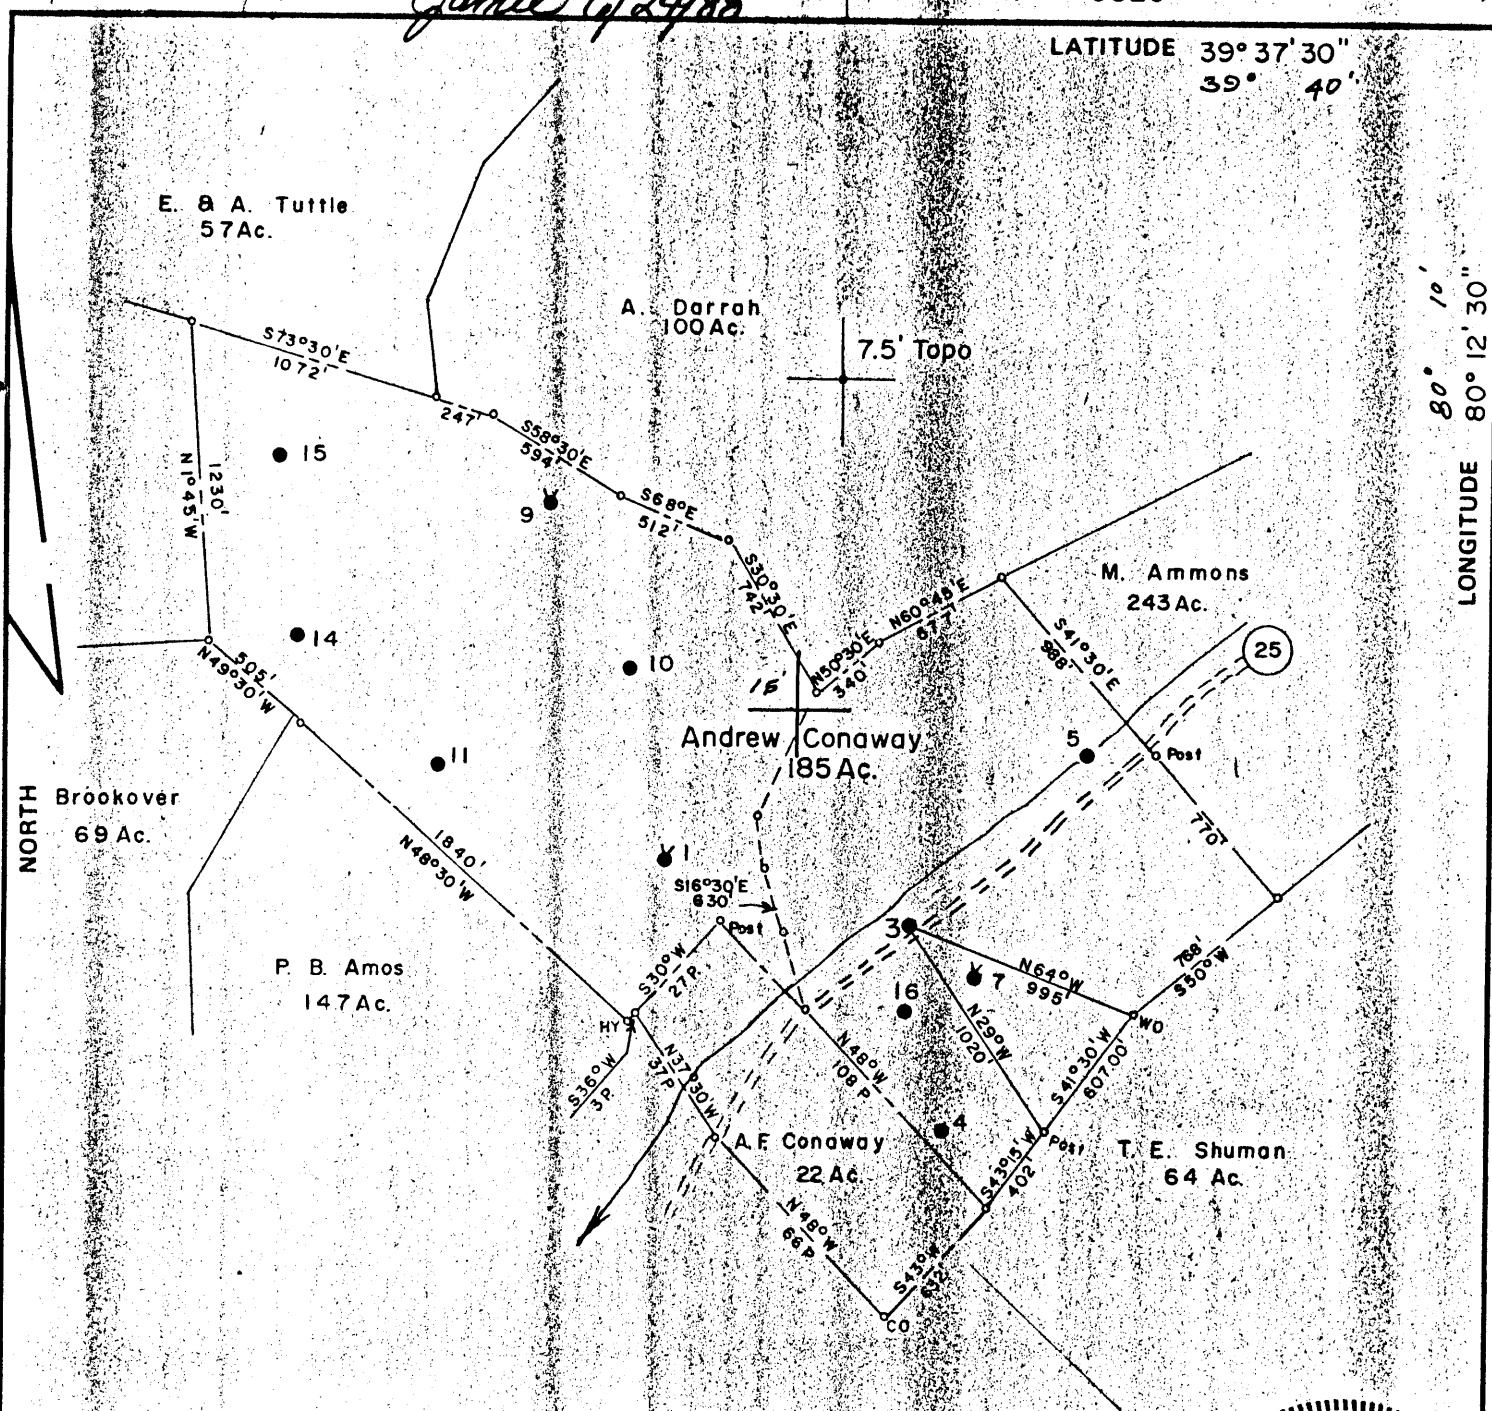 LATITUDE 39° 37' 30"
39° 40'
E. & A. Tuttle
57 Ac.
A. Darrah
100 Ac.
7.5' Topo
80° 10'
LONGITUDE 80° 12' 30"
S73°30'E
1072'
247'
S58°30'E
594'
S68°E
512'
S30°30'E
742'
N50°30'E
340'
N60°45'E
677'
M. Ammons
243 Ac.
S41°30'E
988'
25
15
9
N1°45'W
1230'
14
10
505'
N49°30'W
15'
Andrew Conaway
185 Ac.
5
Post
1
11
NORTH
Brookover
69 Ac.
1840'
N48°30'W
1
S16°30'E
630'
770'
Post
3
768'
S50°W
P. B. Amos
147 Ac.
S30°W
27P.
N64°W
995'
7
16
HY
WO
N29°W
1020'
N48°W
108 P
S41°30'W
607.00'
S36°W
3P.
N37°30'W
37P
4
A.F. Conaway
22 Ac.
Post
T. E. Shuman
64 Ac.
S43°15'W
402'
N48°W
66 P
S43°W
632'
CO